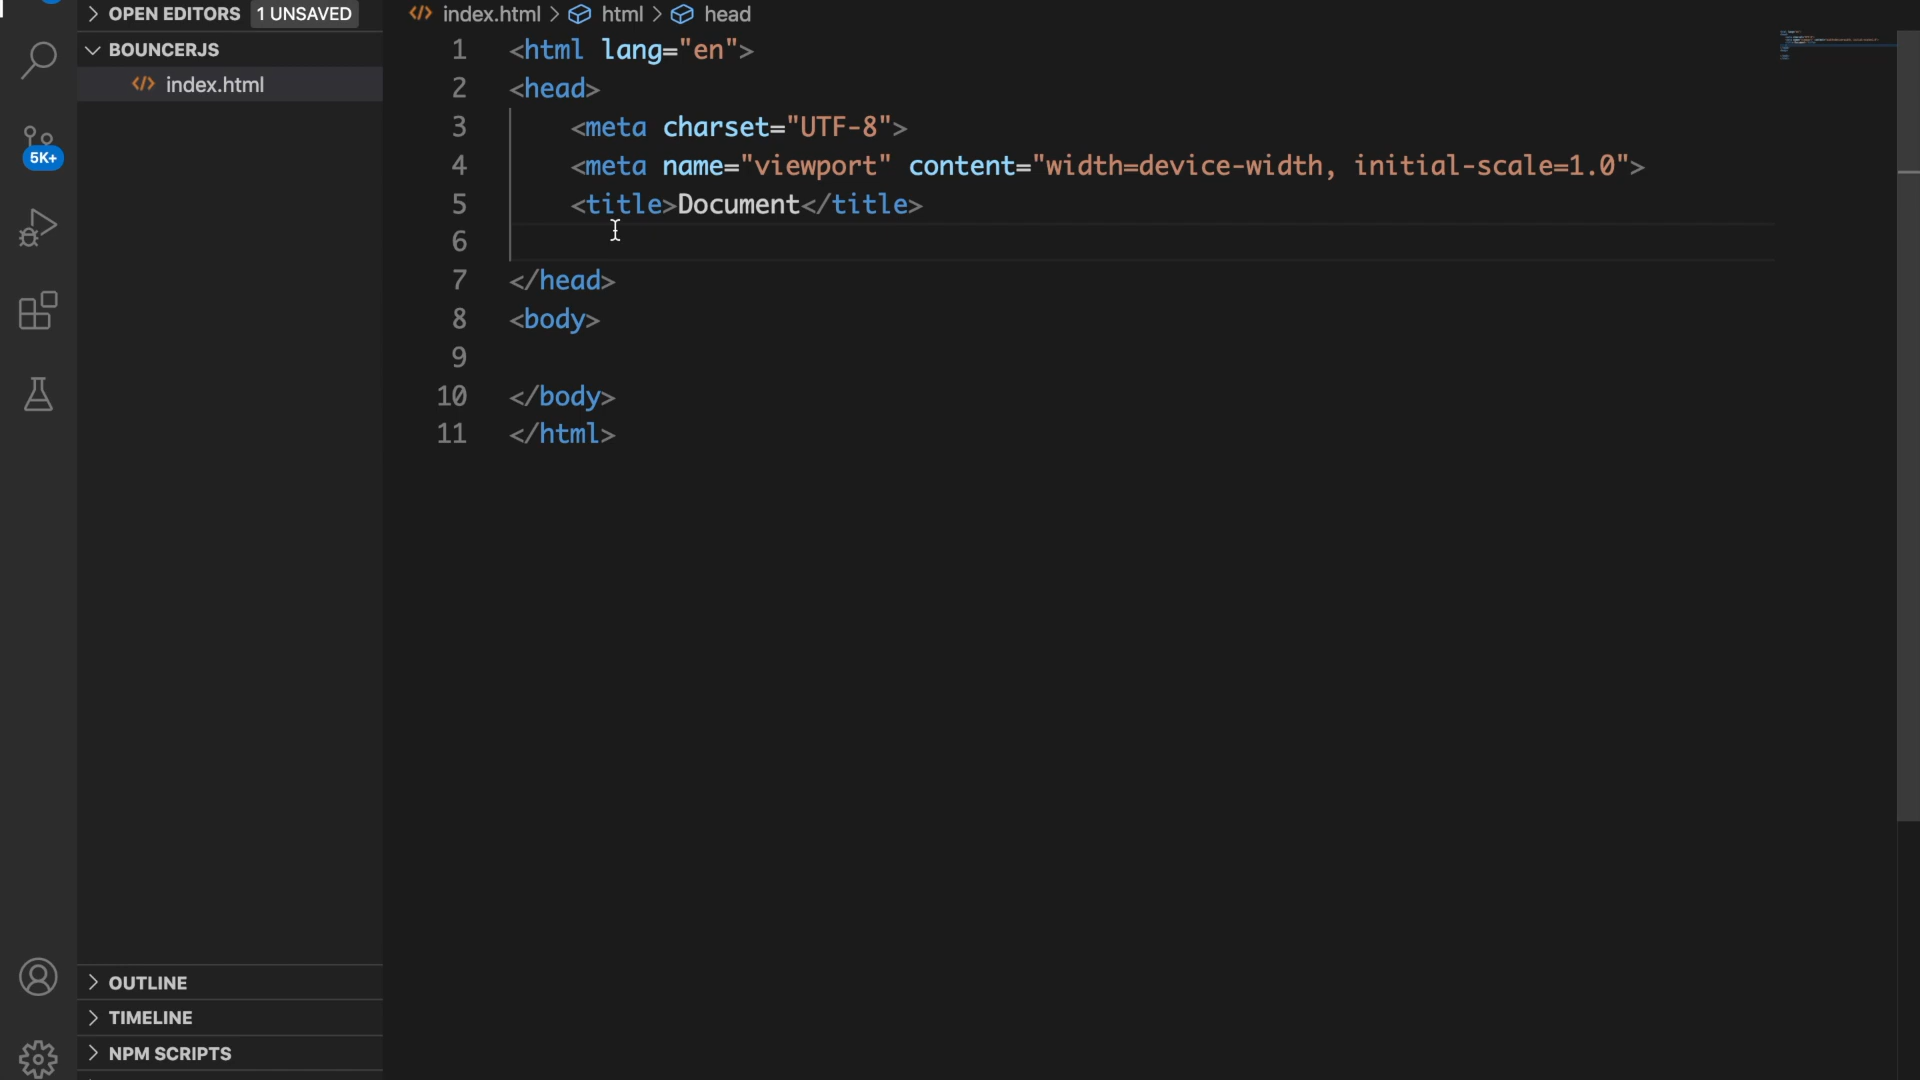 OPEN EDITORS 1 UNSAVED
BOUNCERJS
</> index.html
5K+
OUTLINE
TIMELINE
NPM SCRIPTS
</> index.html > html > head
1 <html lang="en">
2 <head>
3 <meta charset="UTF-8">
4 <meta name="viewport" content="width=device-width, initial-scale=1.0">
5 <title>Document</title>
6
7 </head>
8 <body>
9
10 </body>
11 </html>